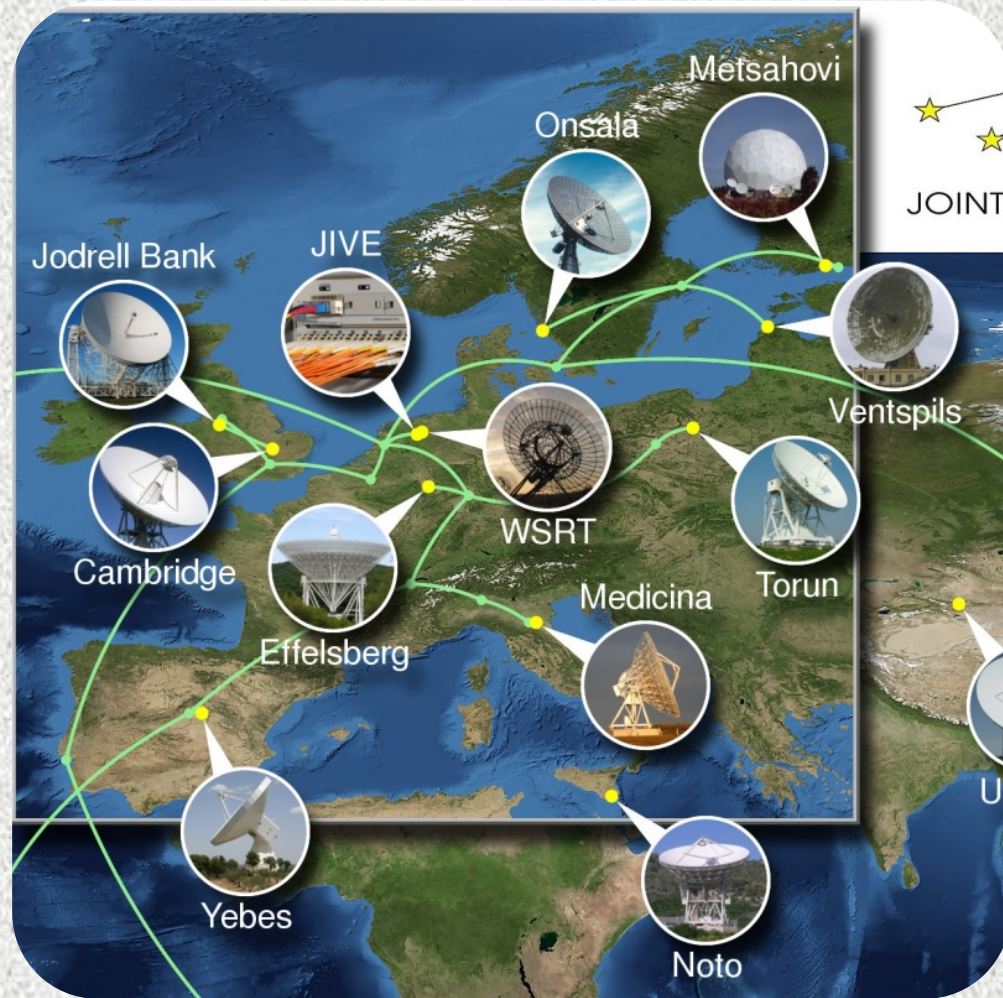 Metsahovi
Onsala
JOINT
Jodrell Bank
JIVE
Ventspils
WSRT
Cambridge
Torun
Medicina
Effelsberg
U
Yebes
Noto